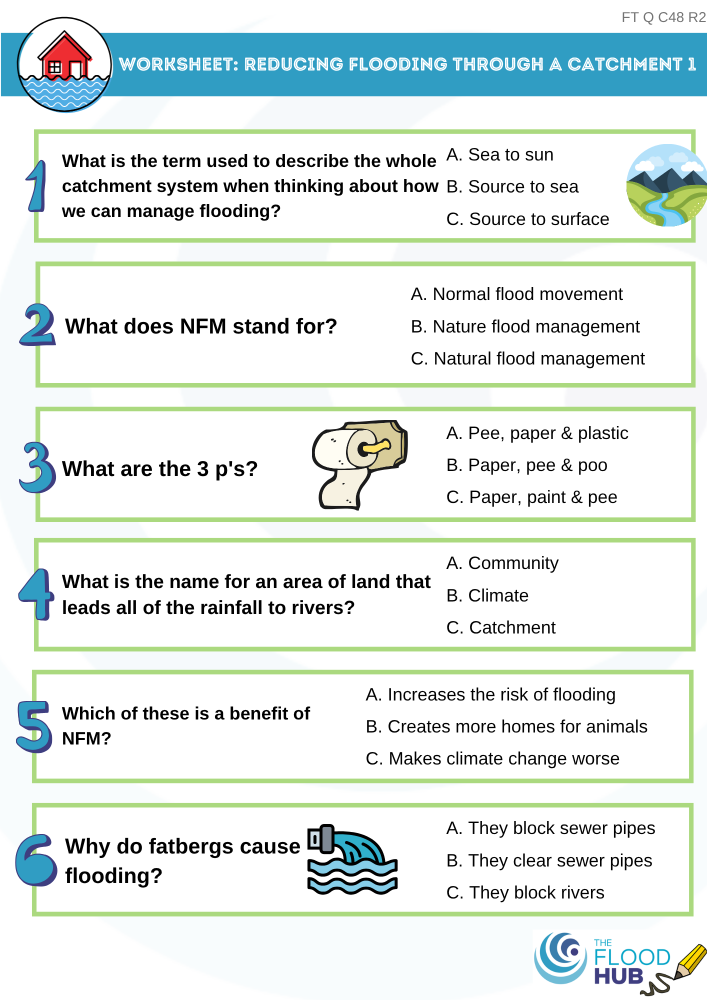 FT Q C48 R2
WORKSHEET: REDUCING FLOODING THROUGH A CATCHMENT 1
1
What is the term used to describe the whole
catchment system when thinking about how
we can manage flooding?
A. Sea to sun
B. Source to sea
C. Source to surface
2
What does NFM stand for?
A. Normal flood movement
B. Nature flood management
C. Natural flood management
3
What are the 3 p's?
A. Pee, paper & plastic
B. Paper, pee & poo
C. Paper, paint & pee
4
What is the name for an area of land that
leads all of the rainfall to rivers?
A. Community
B. Climate
C. Catchment
5
Which of these is a benefit of
NFM?
A. Increases the risk of flooding
B. Creates more homes for animals
C. Makes climate change worse
6
Why do fatbergs cause
flooding?
A. They block sewer pipes
B. They clear sewer pipes
C. They block rivers
THE
FLOOD
HUB